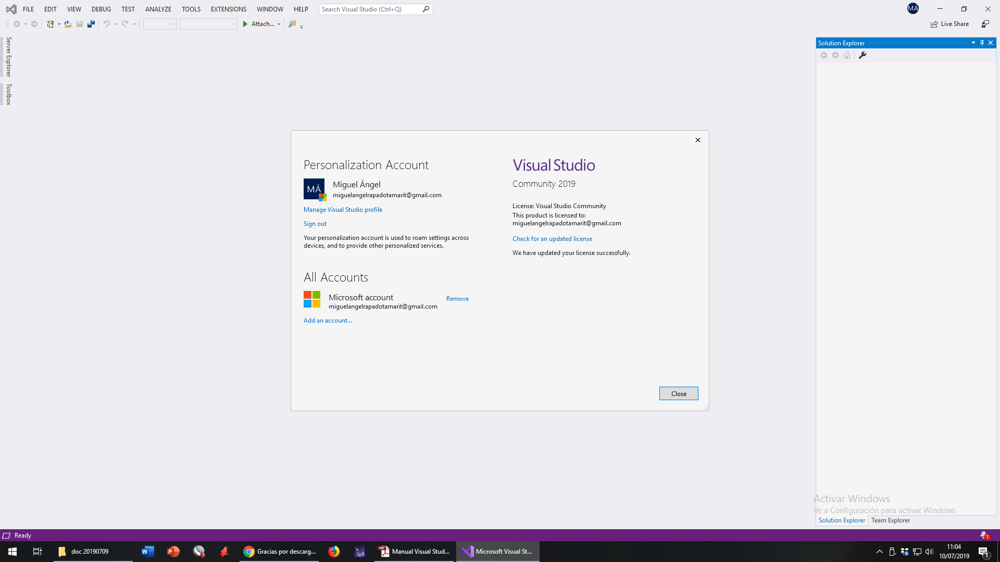 FILE EDIT VIEW DEBUG TEST ANALYZE TOOLS EXTENSIONS WINDOW HELP Search Visual Studio (Ctrl+Q) MÁ
Attach... Live Share
Server Explorer
Toolbox
Solution Explorer
Personalization Account
MÁ
Miguel Ángel
miguelangelrapadotamarit@gmail.com
Manage Visual Studio profile
Sign out
Your personalization account is used to roam settings across
devices, and to provide other personalized services.
All Accounts
Microsoft account
miguelangelrapadotamarit@gmail.com
Remove
Add an account...
Visual Studio
Community 2019
License: Visual Studio Community
This product is licensed to:
miguelangelrapadotamarit@gmail.com
Check for an updated license
We have updated your license successfully.
Close
Activar Windows
Ve a Configuración para activar Windows.
Solution Explorer Team Explorer
Ready 1
doc 20190709 Gracias por descarg... Manual Visual Stud... Microsoft Visual St...
11:04
10/07/2019
1